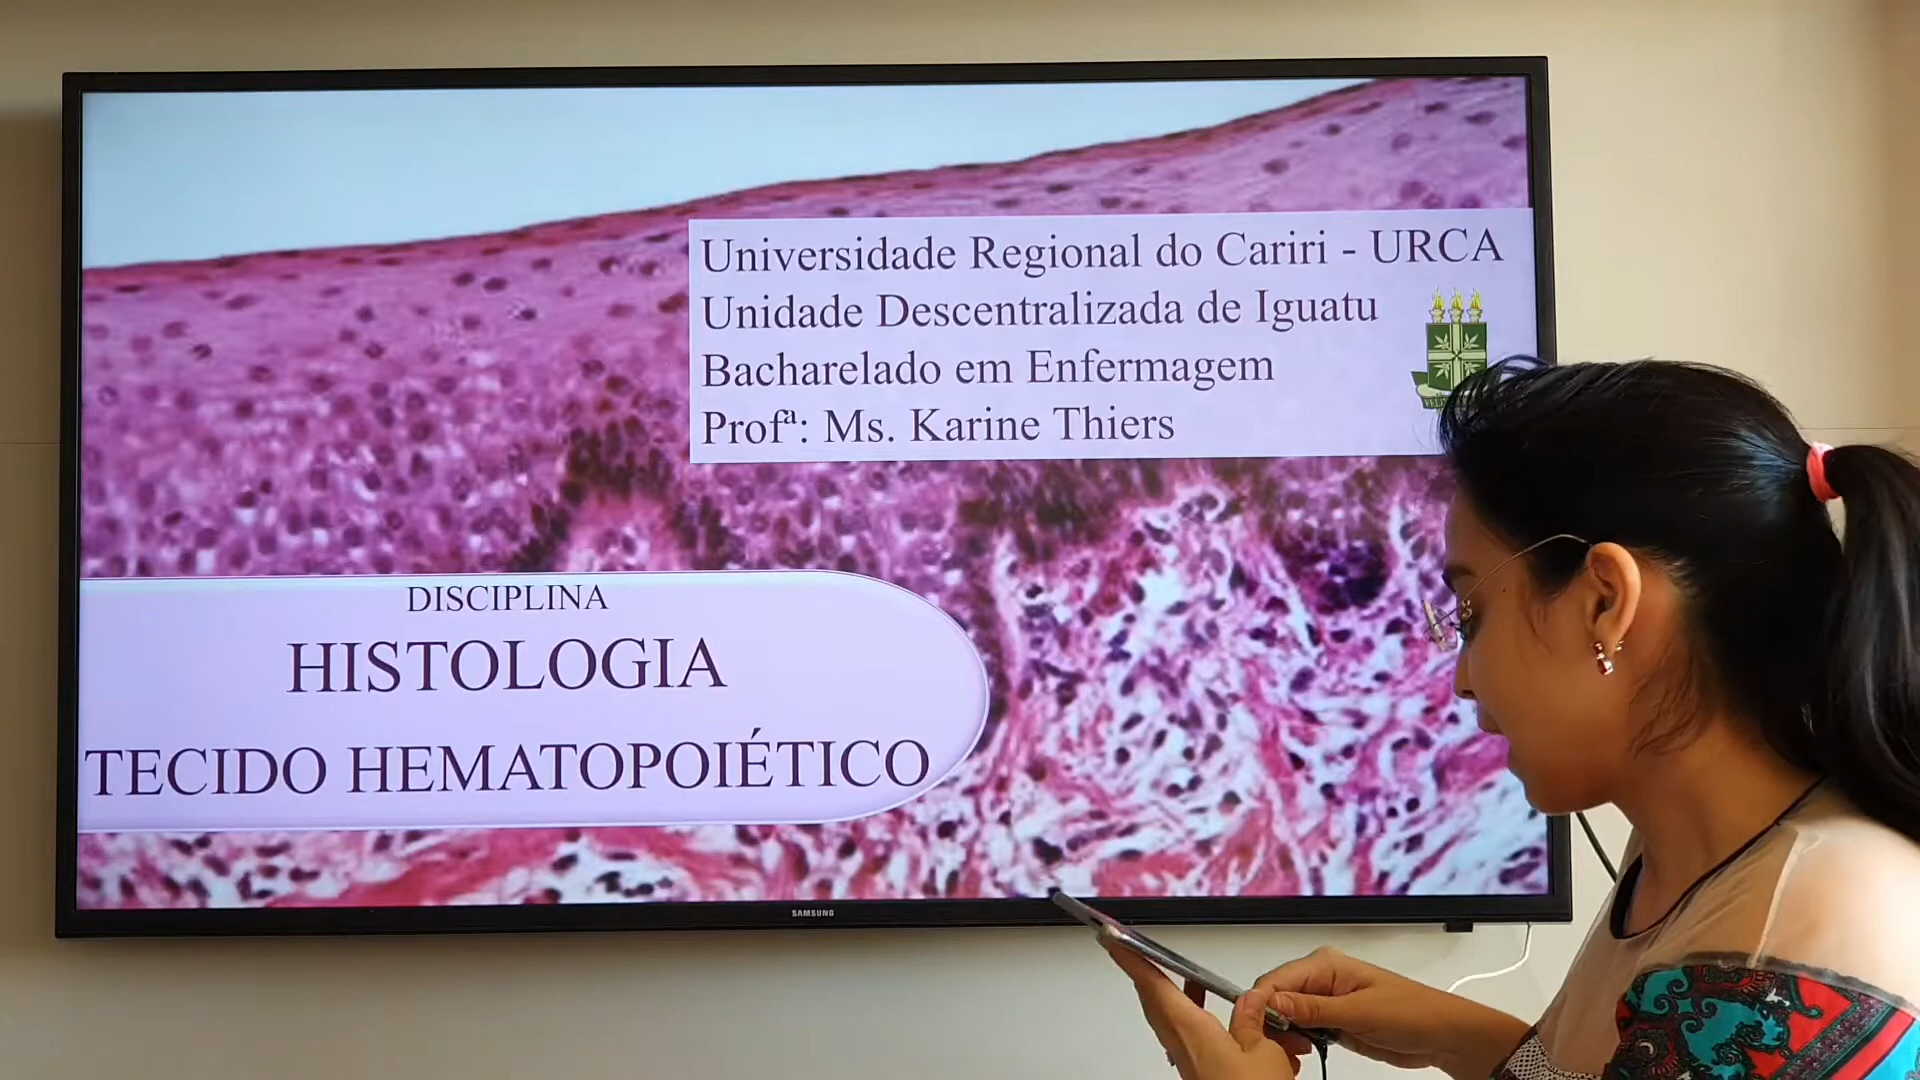 Universidade Regional do Cariri - URCA
Unidade Descentralizada de Iguatu
Bacharelado em Enfermagem
Profª: Ms. Karine Thiers
DISCIPLINA
HISTOLOGIA
TECIDO HEMATOPOIÉTICO
SAMSUNG